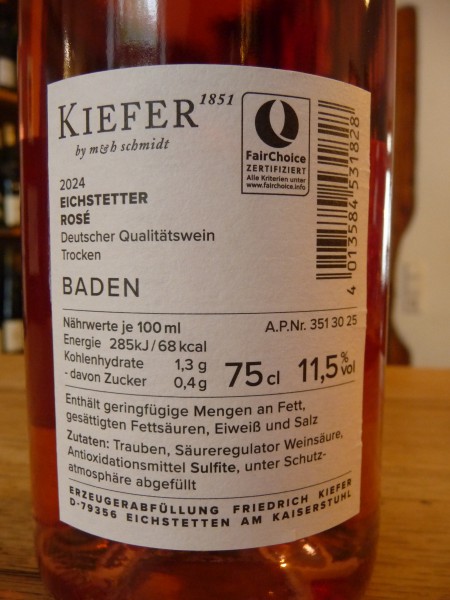 KIEFER 1851
by m&h schmidt
FairChoice
ZERTIFIZIERT
Alle Kriterien unter
www.fairchoice.info
2024
EICHSTETTER
ROSÉ
Deutscher Qualitätswein
Trocken
BADEN
4 013584 531828
Nährwerte je 100 ml
A.P.Nr. 351 30 25
Energie 285kJ/68 kcal
Kohlenhydrate 1,3 g
- davon Zucker 0,4 g
75 cl 11,5 % vol
Enthält geringfügige Mengen an Fett,
gesättigten Fettsäuren, Eiweiß und Salz
Zutaten: Trauben, Säureregulator Weinsäure,
Antioxidationsmittel Sulfite, unter Schutz-
atmosphäre abgefüllt
ERZEUGERABFÜLLUNG FRIEDRICH KIEFER
D-79356 EICHSTETTEN AM KAISERSTUHL